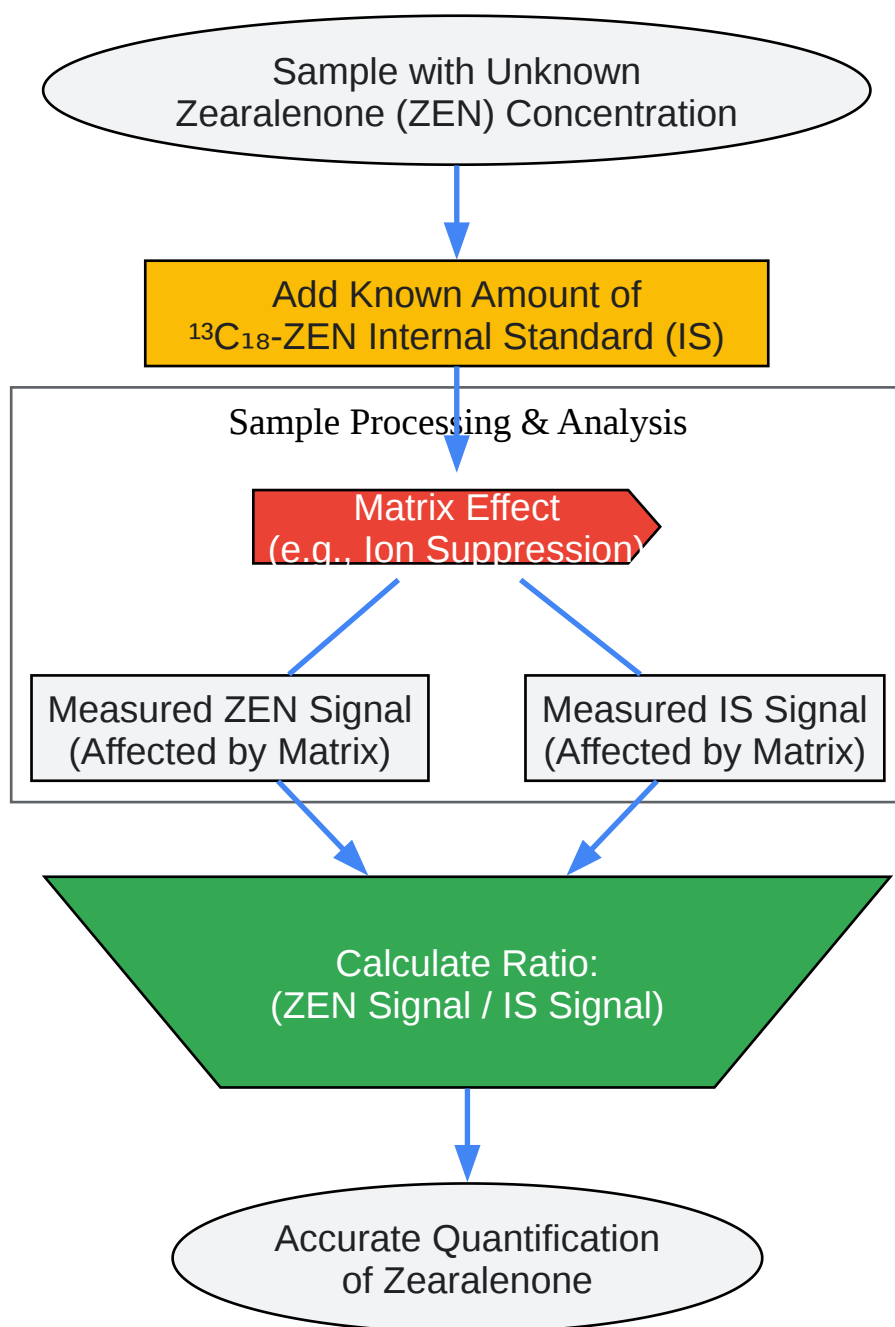 Sample with Unknown
Zearalenone (ZEN) Concentration
Add Known Amount of
¹³C₁₈-ZEN Internal Standard (IS)
Sample Processing & Analysis
Matrix Effect
(e.g., Ion Suppression)
Measured ZEN Signal
(Affected by Matrix)
Measured IS Signal
(Affected by Matrix)
Calculate Ratio:
(ZEN Signal / IS Signal)
Accurate Quantification
of Zearalenone